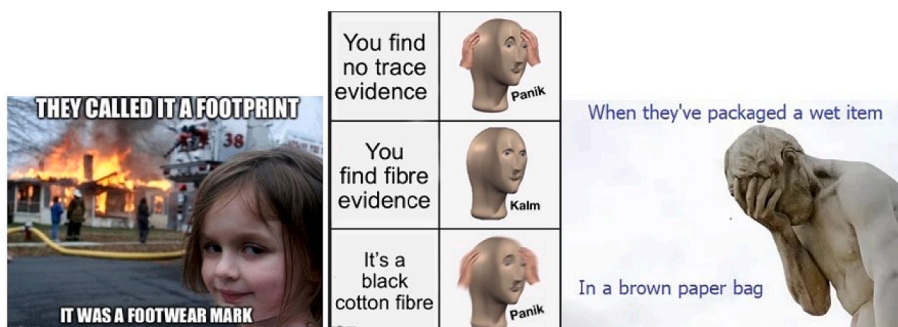 THEY CALLED IT A FOOTPRINT
38
IT WAS A FOOTWEAR MARK
You find
no trace
evidence
Panik
You
find fibre
evidence
Kalm
It's a
black
cotton fibre
Panik
When they've packaged a wet item
In a brown paper bag